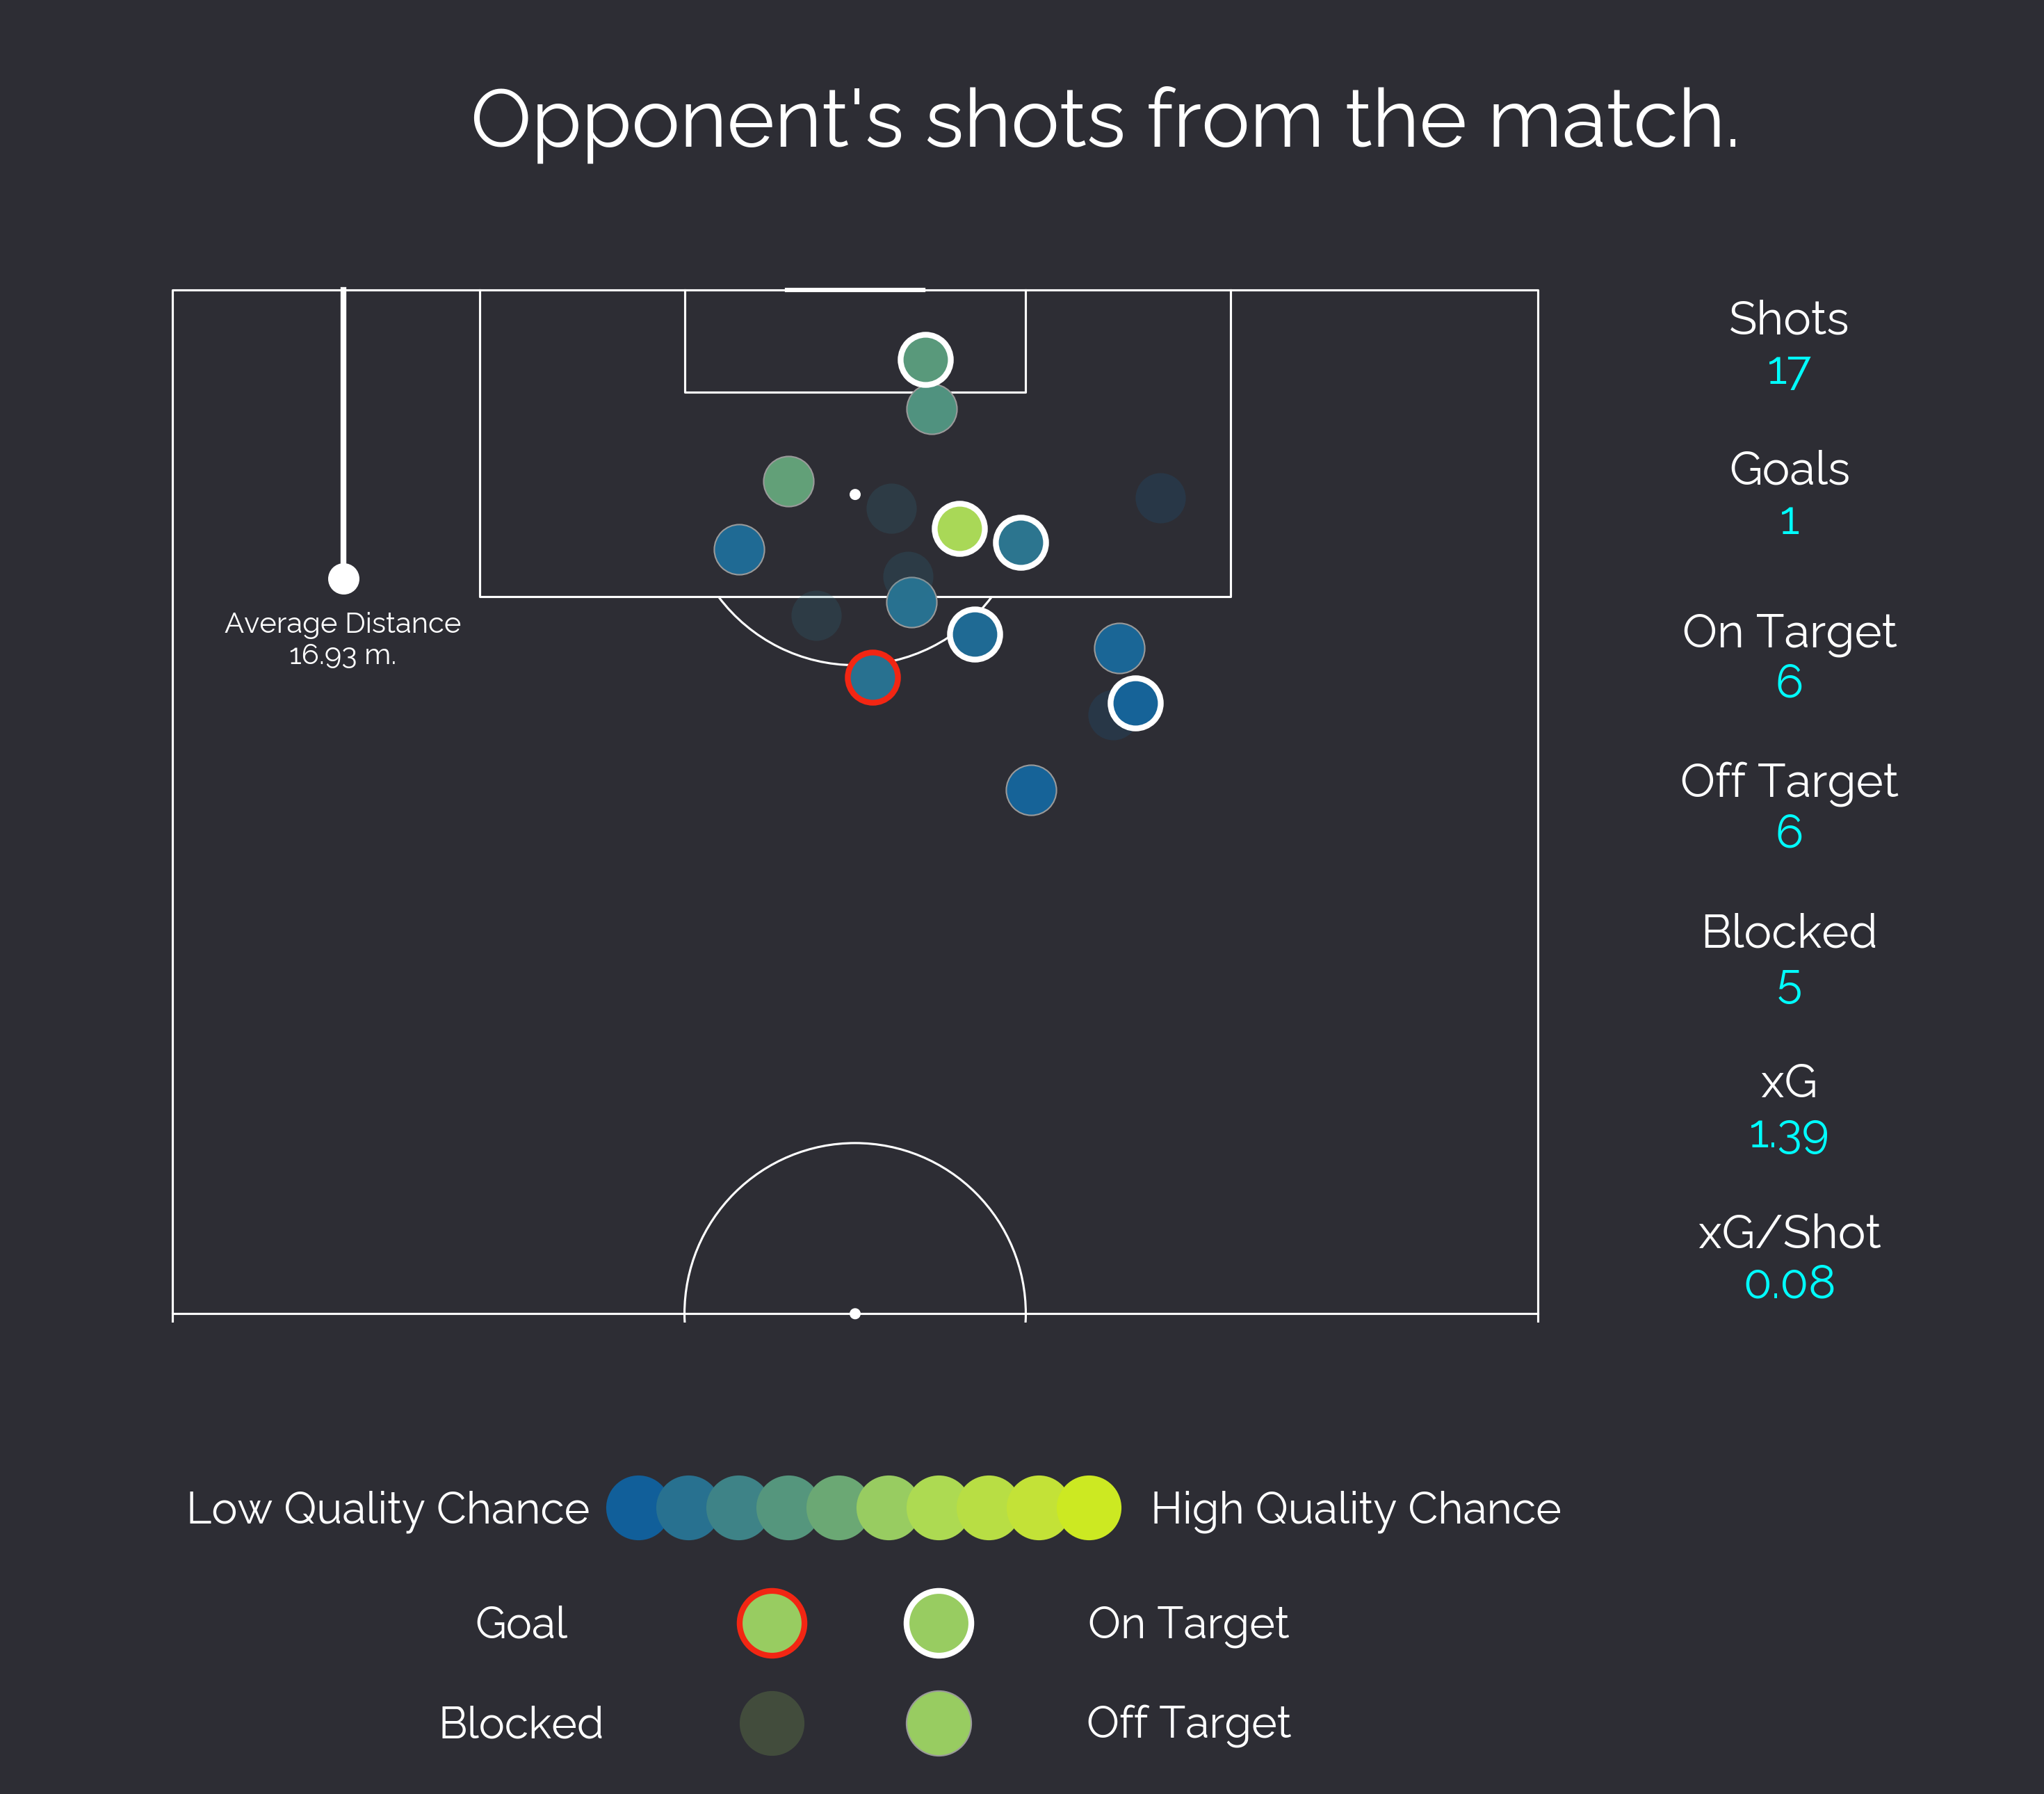 Opponent's shots from the match.
Average Distance
16.93 m.
Shots
17
Goals
1
On Target
6
Off Target
6
Blocked
5
xG
1.39
xG/Shot
0.08
Low Quality Chance
High Quality Chance
Goal
On Target
Blocked
Off Target